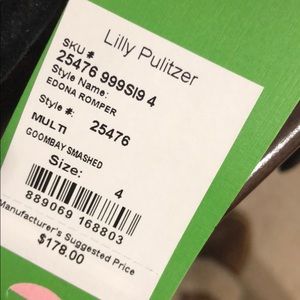 Lilly Pulitzer
SKU #
25476 999SI9 4
Style Name:
EDONA ROMPER
Style #: 25476
MULTI
GOOMBAY SMASHED
Size:
4
889069 168803
Manufacturer's Suggested Price
$178.00